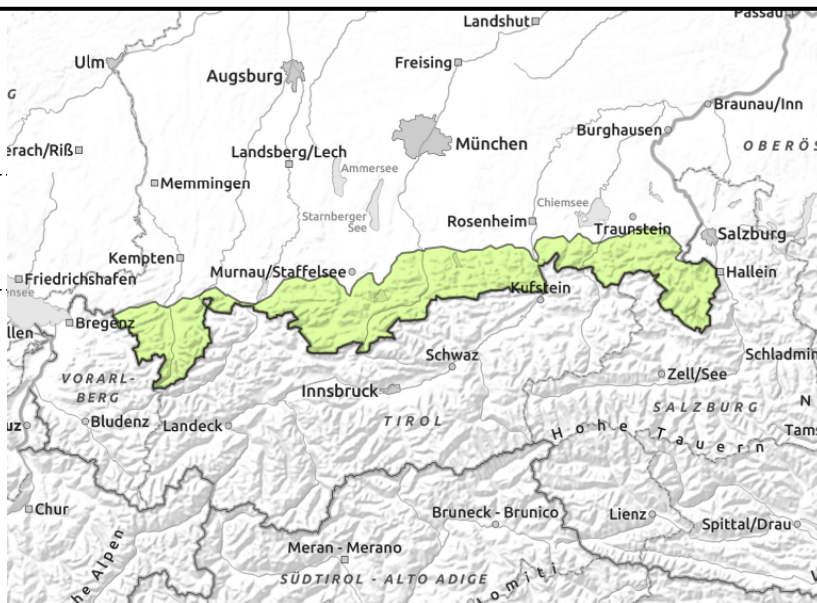 Landshut
Passau
Ulm
Augsburg
Freising
G
Braunau/Inn
Burghausen
erach/Riß
Landsberg/Lech
München
OBERÖS
Ammersee
Memmingen
Starnberger
See
Chiemsee
Rosenheim
Traunstein
Salzburg
Kempten
Murnau/Staffelsee
Hallein
Friedrichshafen
ensee
Kufstein
Bregenz
llen
Schwaz
Schladmin
VORARL-
BERG
Zell/See
Innsbruck
SALZBURG
N
uz
Bludenz
Landeck
TIROL
Hohe Tauern
Tams
Chur
Bruneck - Brunico
Lienz
Spittal/Drau
he Alpen
Meran - Merano
SÜDTIROL - ALTO ADIGE
lomiti